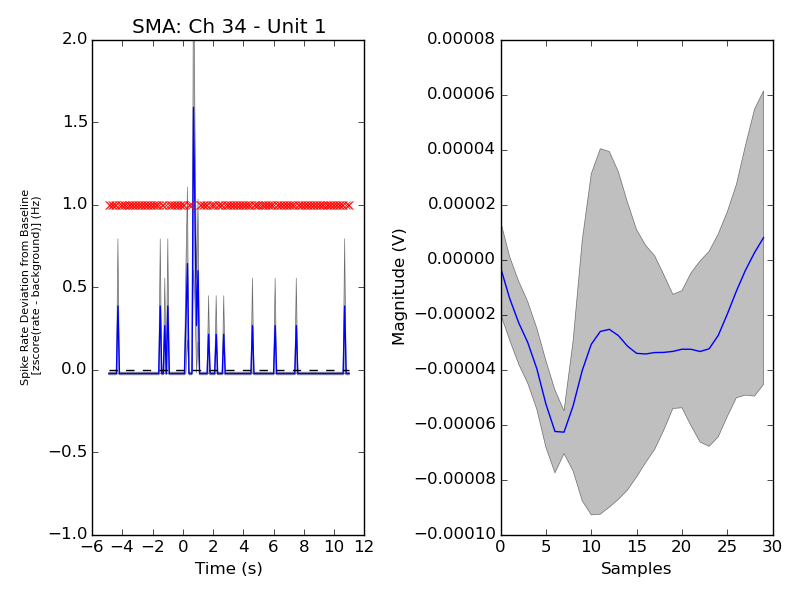 SMA: Ch 34 - Unit 1
2.0
1.5
1.0
0.5
0.0
−0.5
−1.0
−6 −4 −2 0 2 4 6 8 10 12
Time (s)
Spike Rate Deviation from Baseline
[zscore(rate - background)] (Hz)
0.00008
0.00006
0.00004
0.00002
0.00000
−0.00002
−0.00004
−0.00006
−0.00008
−0.00010
0 5 10 15 20 25 30
Samples
Magnitude (V)